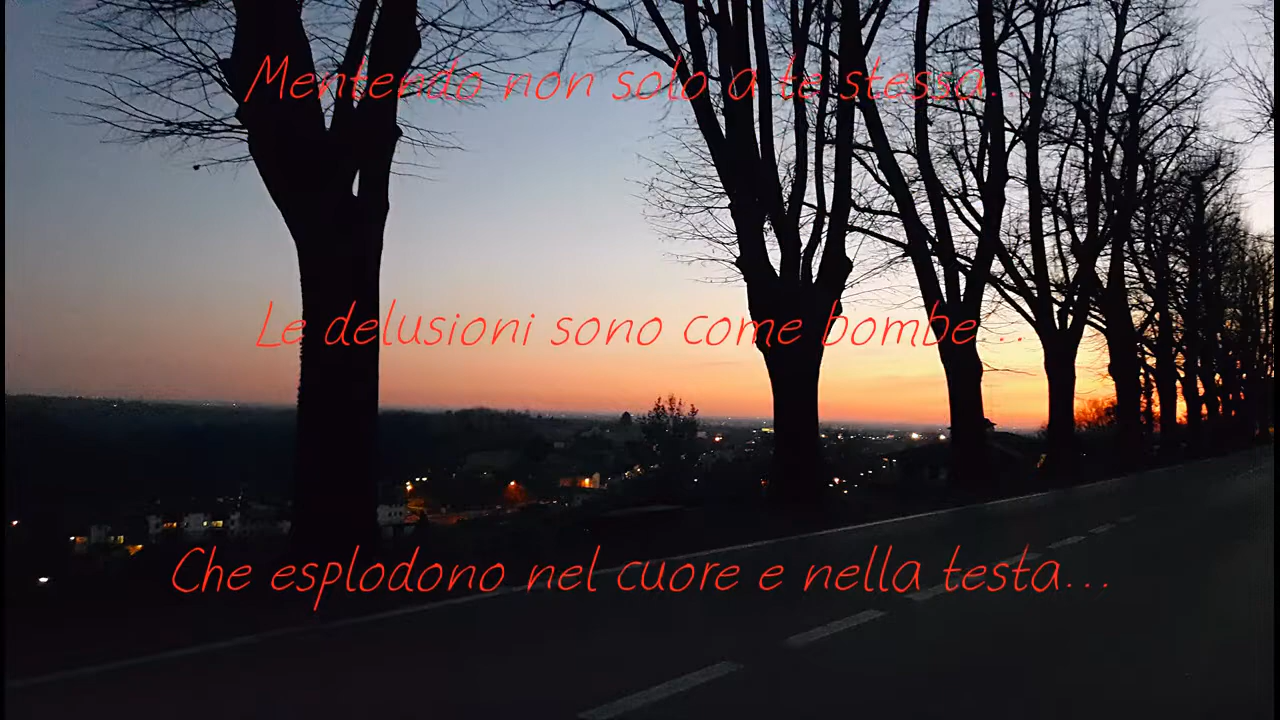 Mentendo non solo a te stessa...
Le delusioni sono come bombe...
Che esplodono nel cuore e nella testa...